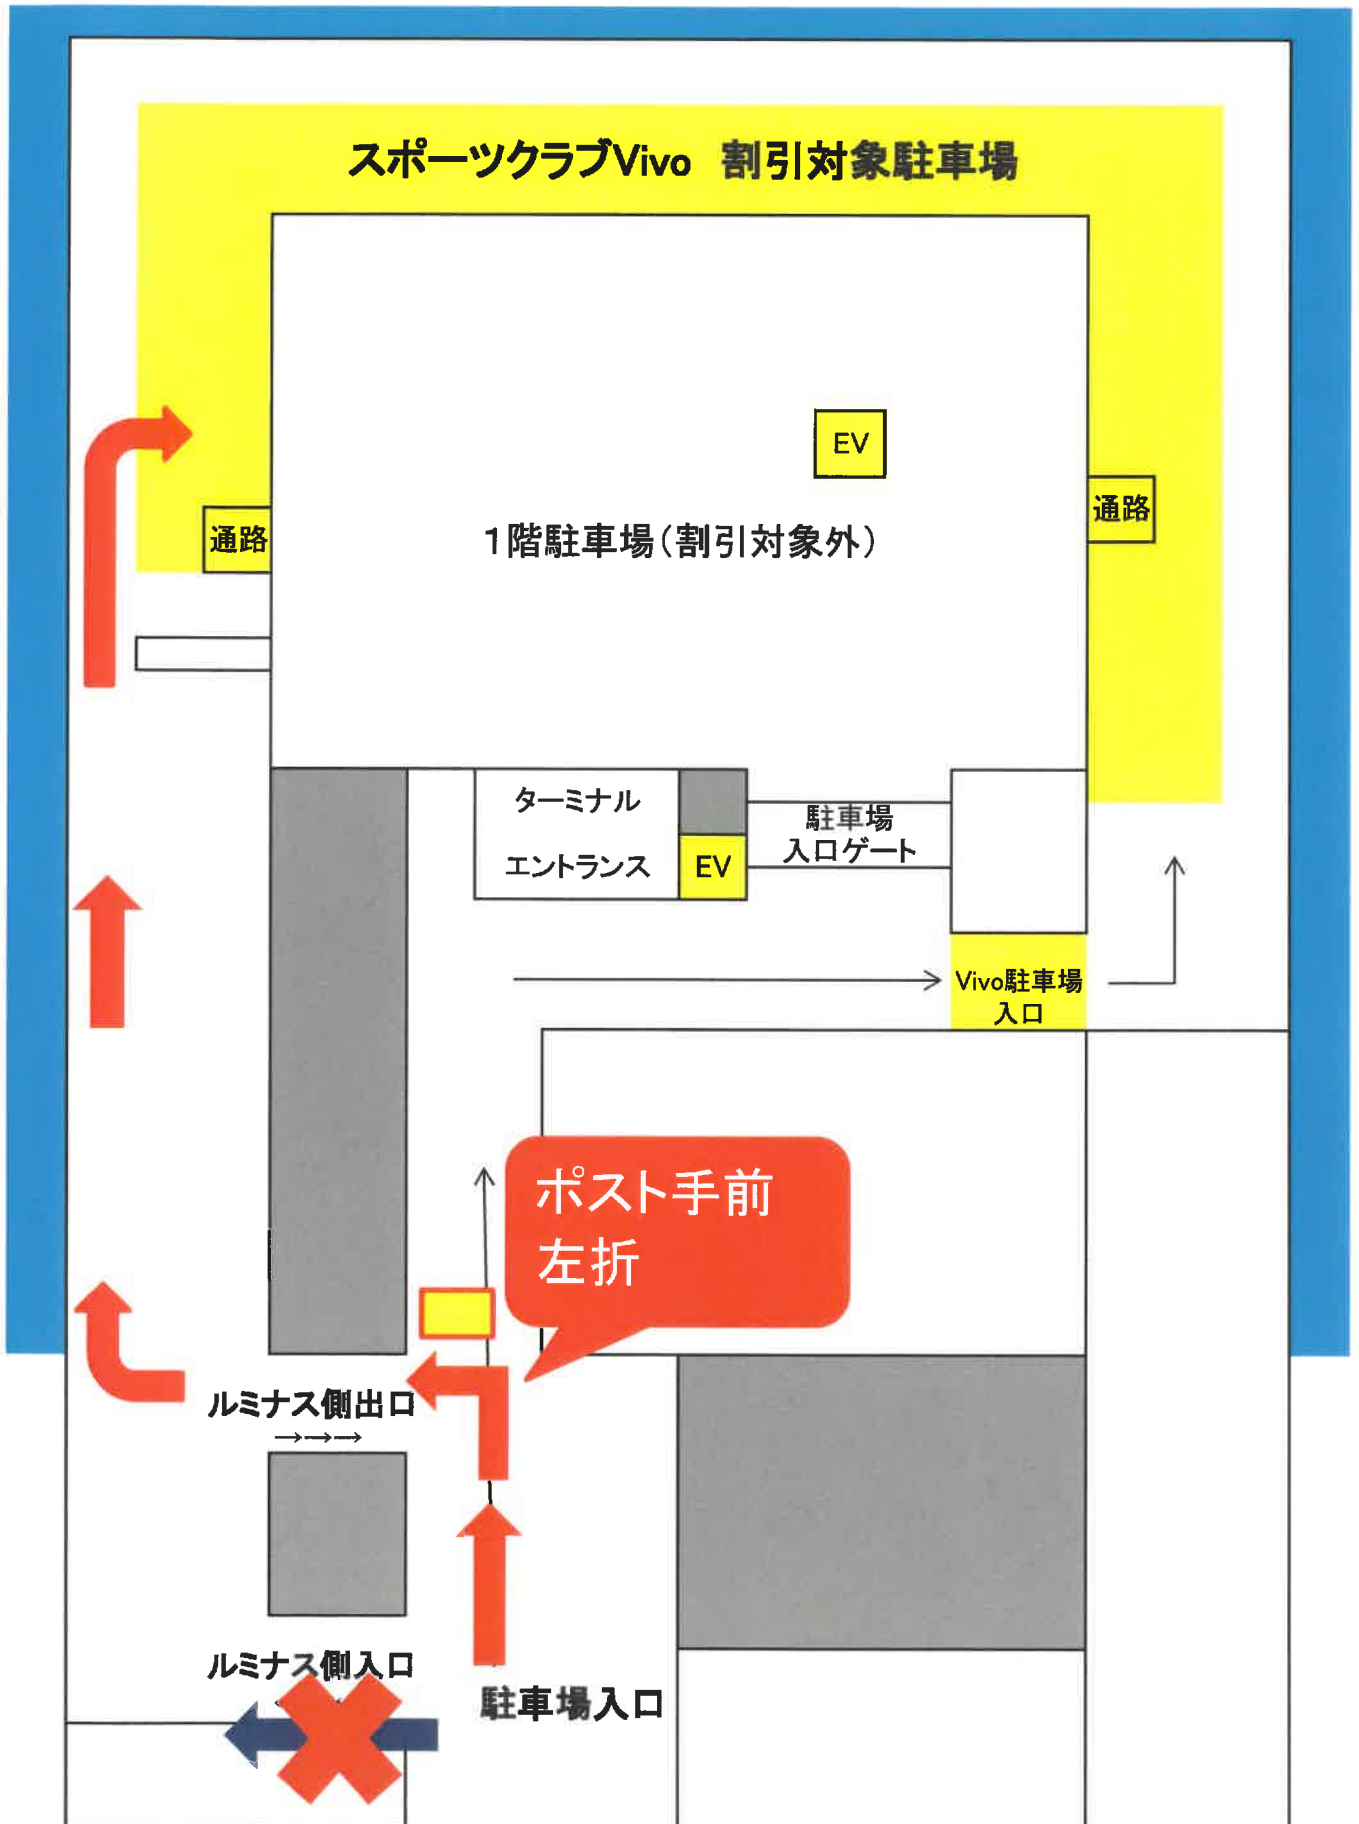 スポーツクラブVivo 割引対象駐車場
EV
通路
1階駐車場(割引対象外)
通路
ターミナル
エントランス
EV
駐車場
入口ゲート
Vivo駐車場
入口
ポスト手前
左折
ルミナス側出口
→→→
ルミナス側入口
駐車場入口